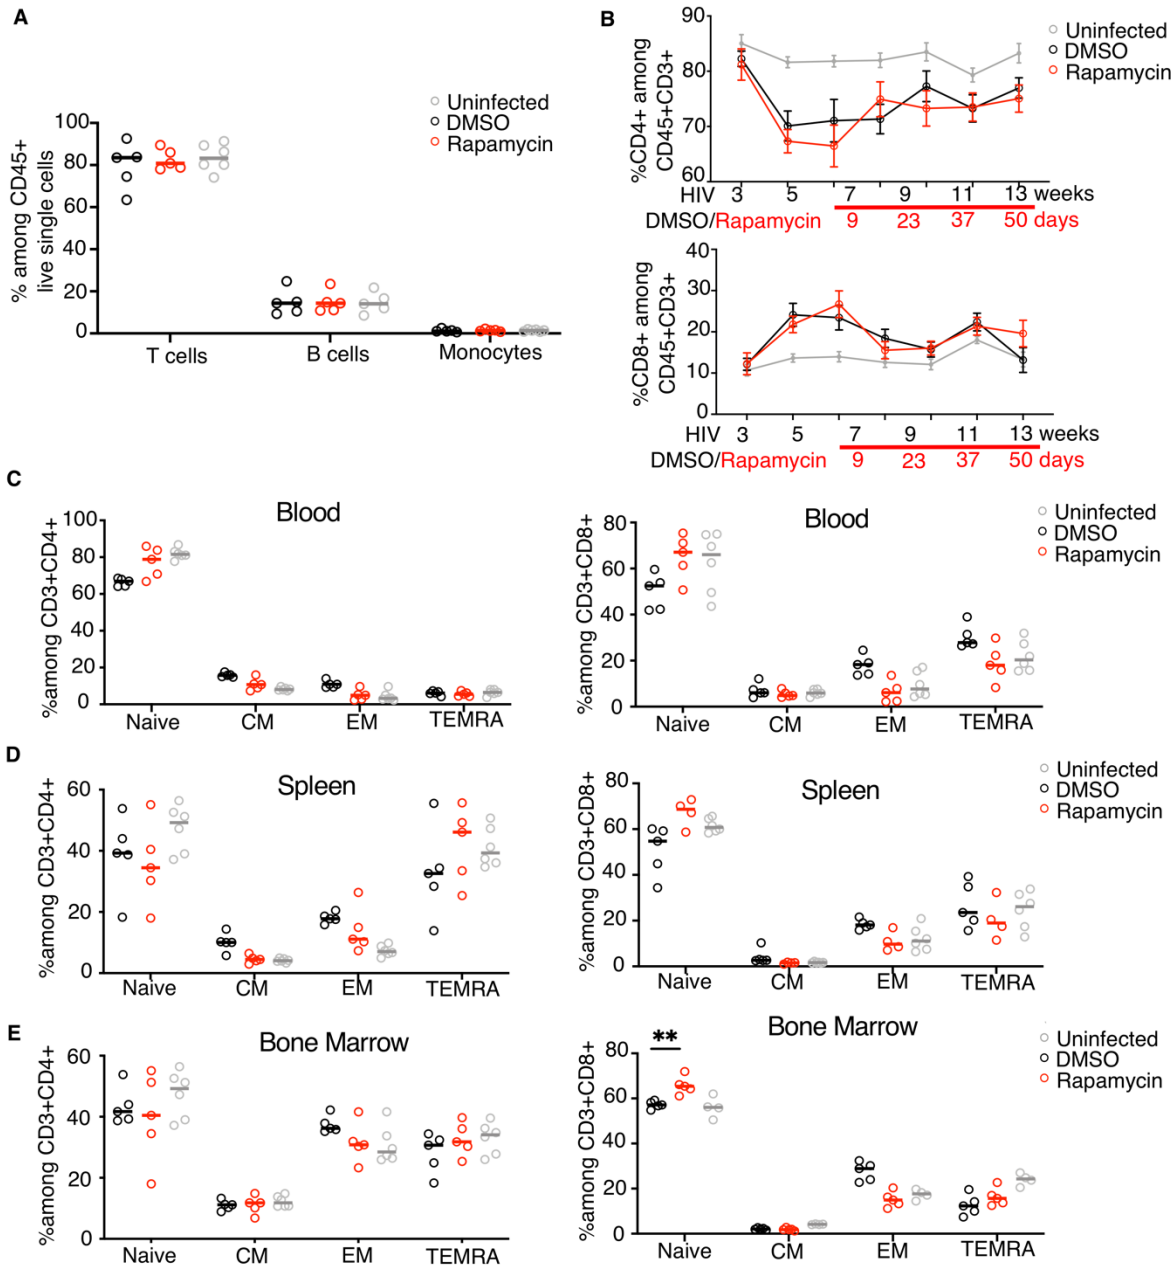 A
% among CD45+
live single cells
100
80
60
40
20
0
T cells
B cells
Monocytes
Uninfected
DMSO
Rapamycin
B
%CD4+ among
CD45+CD3+
90
80
70
60
HIV 3 5 7 9 11 13 weeks
DMSO/Rapamycin 9 23 37 50 days
Uninfected
DMSO
Rapamycin
%CD8+ among
CD45+CD3+
40
30
20
10
0
HIV 3 5 7 9 11 13 weeks
DMSO/Rapamycin 9 23 37 50 days
C
Blood
%among CD3+CD4+
100
80
60
40
20
0
Naive CM EM TEMRA
Blood
%among CD3+CD8+
80
60
40
20
0
Naive CM EM TEMRA
Uninfected
DMSO
Rapamycin
D
Spleen
%among CD3+CD4+
60
40
20
0
Naive CM EM TEMRA
Spleen
%among CD3+CD8+
80
60
40
20
0
Naive CM EM TEMRA
Uninfected
DMSO
Rapamycin
E
Bone Marrow
%among CD3+CD4+
60
40
20
0
Naive CM EM TEMRA
Bone Marrow
%among CD3+CD8+
80
60
40
20
0
**
Naive CM EM TEMRA
Uninfected
DMSO
Rapamycin